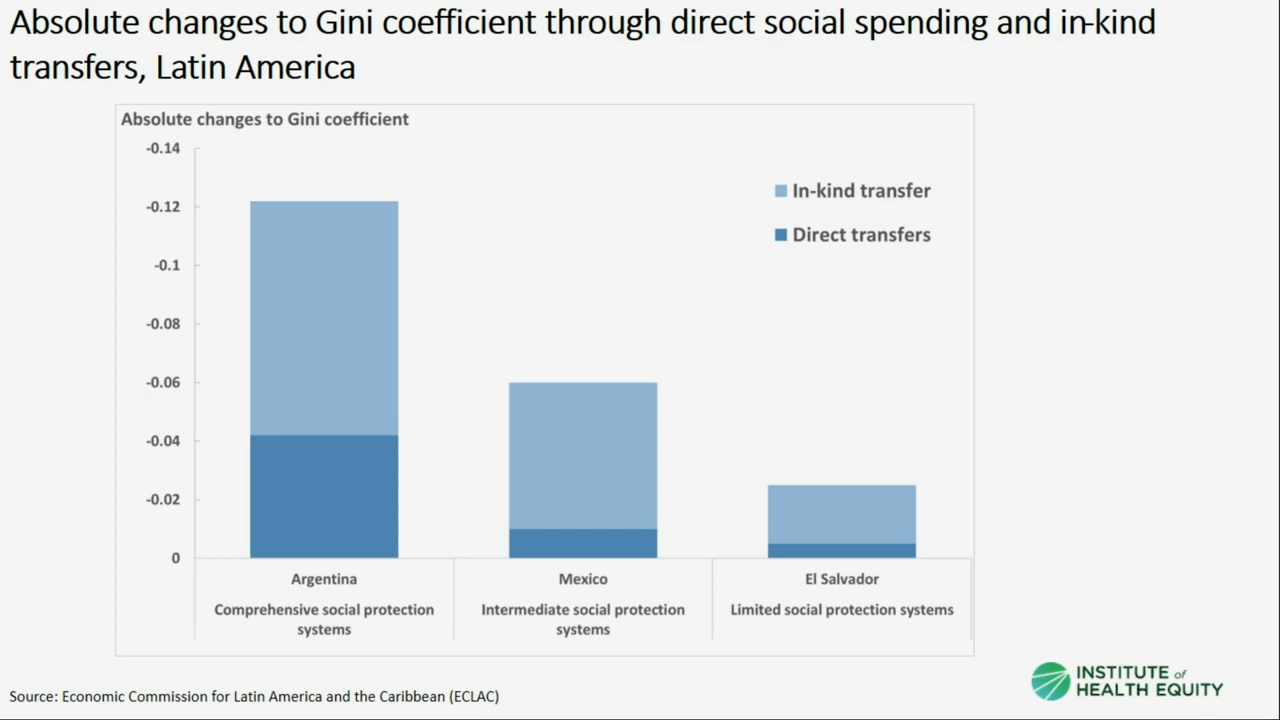 Absolute changes to Gini coefficient through direct social spending and in-kind
transfers, Latin America
Absolute changes to Gini coefficient
-0.14
-0.12
-0.1
-0.08
-0.06
-0.04
-0.02
0
In-kind transfer
Direct transfers
Argentina
Mexico
El Salvador
Comprehensive social protection
systems
Intermediate social protection
systems
Limited social protection systems
Source: Economic Commission for Latin America and the Caribbean (ECLAC)
INSTITUTE of
HEALTH EQUITY